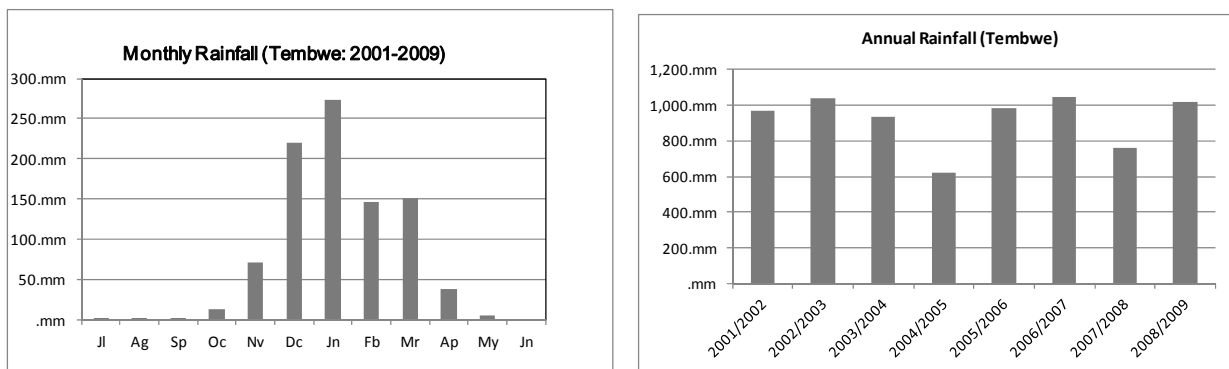 Monthly Rainfall (Tembwe: 2001-2009)
300.mm
250.mm
200.mm
150.mm
100.mm
50.mm
.mm
Jl Ag Sp Oc Nv Dc Jn Fb Mr Ap My Jn
Annual Rainfall (Tembwe)
1,200.mm
1,000.mm
800.mm
600.mm
400.mm
200.mm
.mm
2001/2002 2002/2003 2003/2004 2004/2005 2005/2006 2006/2007 2007/2008 2008/2009